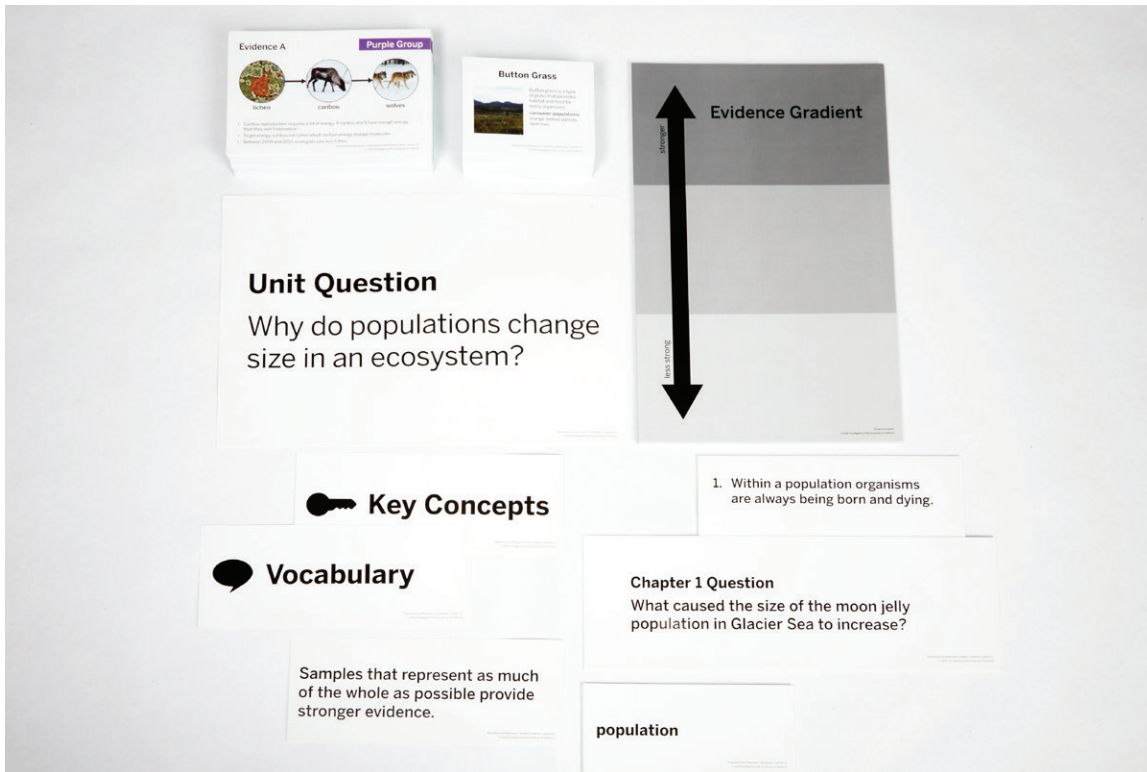 Evidence A
Purple Group
lichen
caribou
wolves
Button Grass
Evidence Gradient
stronger
less strong
Unit Question
Why do populations change
size in an ecosystem?
Key Concepts
1. Within a population organisms
are always being born and dying.
Vocabulary
Chapter 1 Question
What caused the size of the moon jelly
population in Glacier Sea to increase?
Samples that represent as much
of the whole as possible provide
stronger evidence.
population